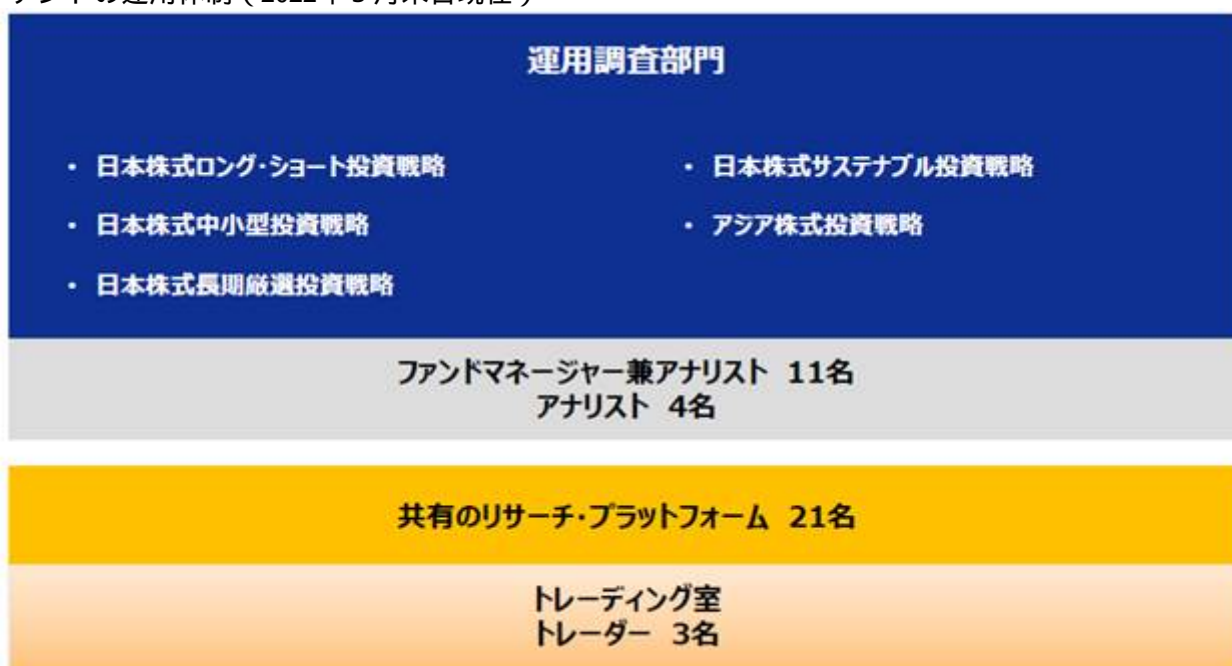 運用調査部門
・ 日本株式ロング・ショート投資戦略
・ 日本株式サステナブル投資戦略
・ 日本株式中小型投資戦略
・ アジア株式投資戦略
・ 日本株式長期厳選投資戦略
ファンドマネージャー兼アナリスト 11名
アナリスト 4名
共有のリサーチ・プラットフォーム 21名
トレーディング室
トレーダー 3名